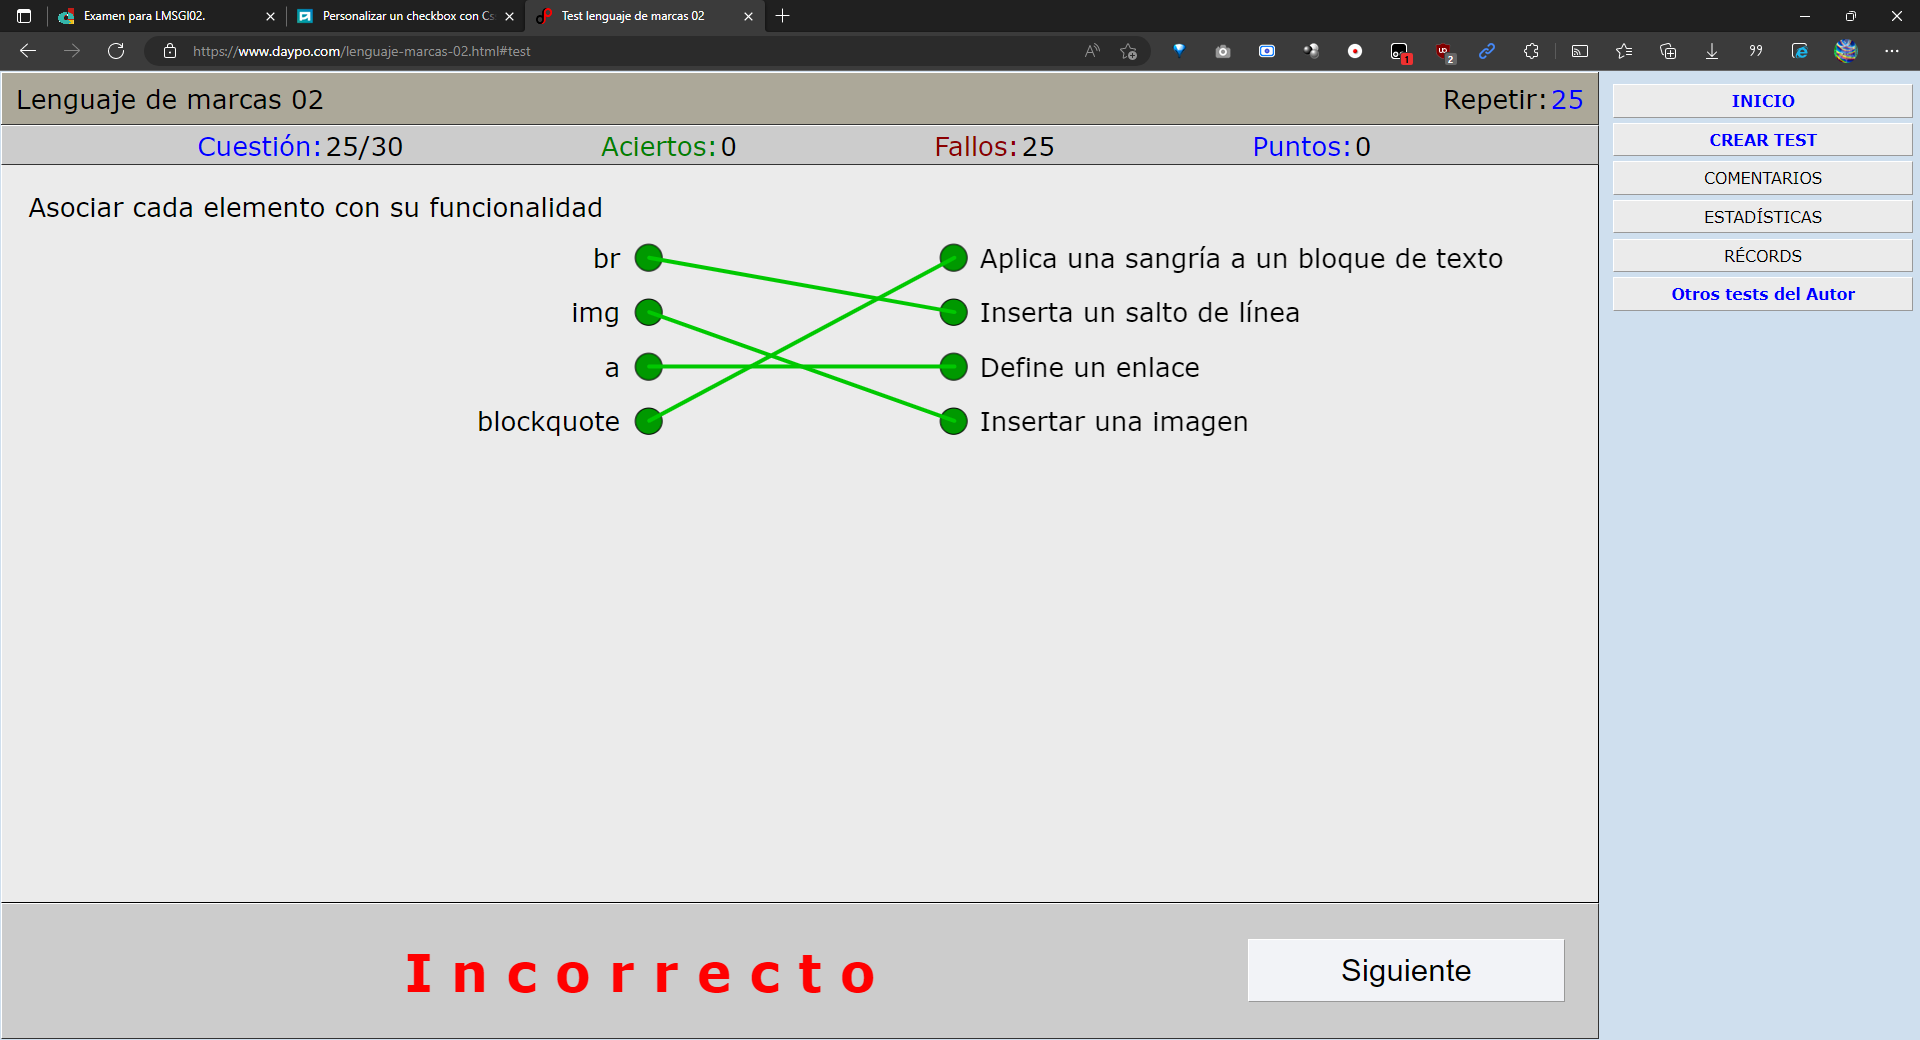 Examen para LMSGI02.
Personalizar un checkbox con Cs
Test lenguaje de marcas 02
https://www.daypo.com/lenguaje-marcas-02.html#test
1
2
Lenguaje de marcas 02
Repetir: 25
Cuestión: 25/30
Aciertos: 0
Fallos: 25
Puntos: 0
Asociar cada elemento con su funcionalidad
br
Aplica una sangría a un bloque de texto
img
Inserta un salto de línea
a
Define un enlace
blockquote
Insertar una imagen
Incorrecto
Siguiente
INICIO
CREAR TEST
COMENTARIOS
ESTADÍSTICAS
RÉCORDS
Otros tests del Autor